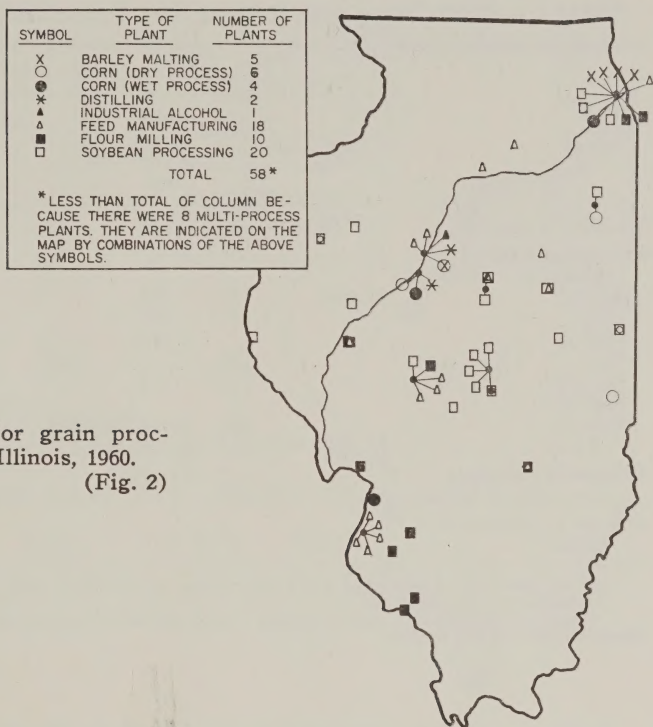 SYMBOL TYPE OF PLANT NUMBER OF PLANTS
X BARLEY MALTING 5
○ CORN (DRY PROCESS) 6
● CORN (WET PROCESS) 4
* DISTILLING 2
▲ INDUSTRIAL ALCOHOL 1
△ FEED MANUFACTURING 18
■ FLOUR MILLING 10
□ SOYBEAN PROCESSING 20
TOTAL 58*
*LESS THAN TOTAL OF COLUMN BE-
CAUSE THERE WERE 8 MULTI-PROCESS
PLANTS. THEY ARE INDICATED ON THE
MAP BY COMBINATIONS OF THE ABOVE
SYMBOLS.
or grain proc-
Illinois, 1960.
(Fig. 2)